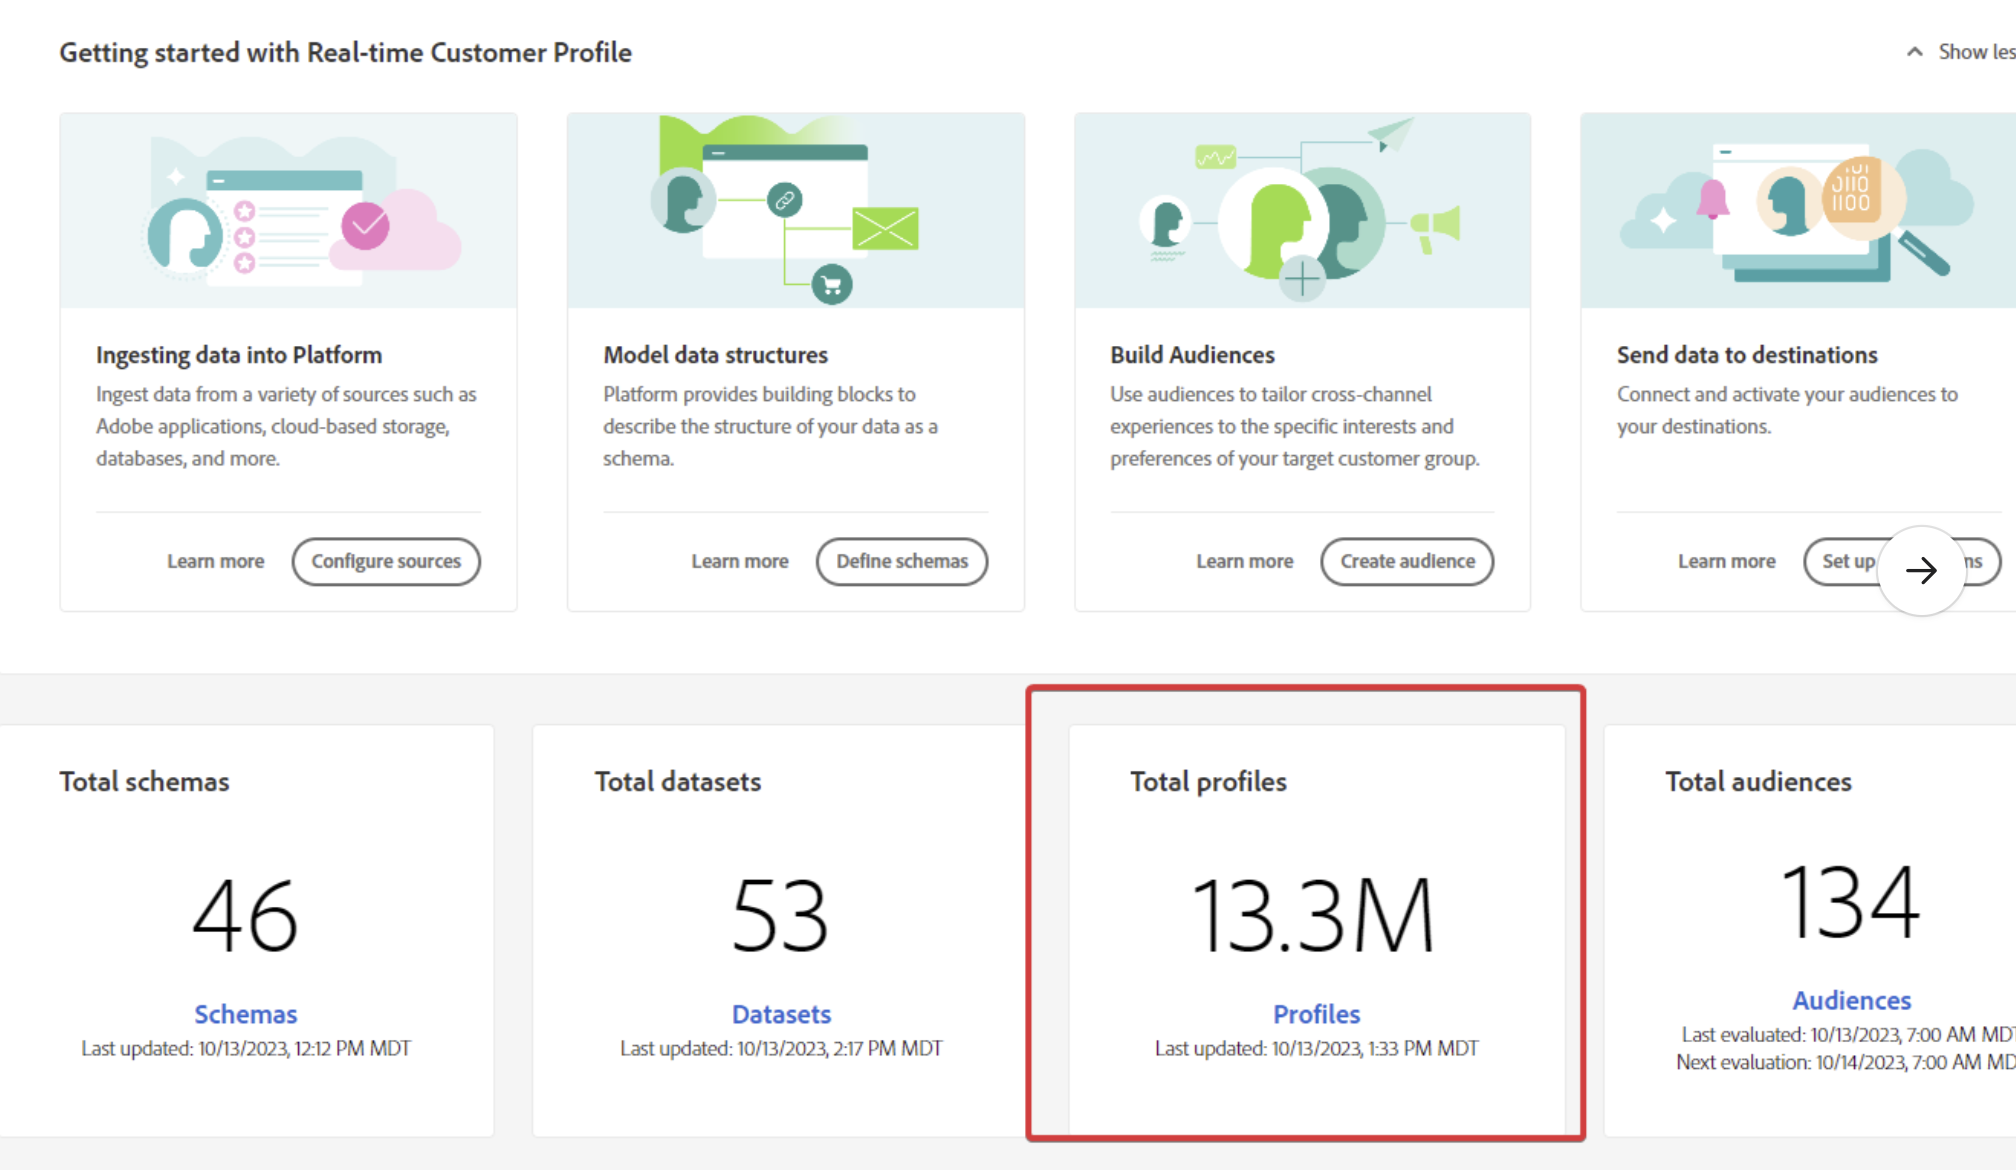 Getting started with Real-time Customer Profile
Show les
Ingesting data into Platform
Ingest data from a variety of sources such as
Adobe applications, cloud-based storage,
databases, and more.
Learn more
Configure sources
Model data structures
Platform provides building blocks to
describe the structure of your data as a
schema.
Learn more
Define schemas
Build Audiences
Use audiences to tailor cross-channel
experiences to the specific interests and
preferences of your target customer group.
Learn more
Create audience
Send data to destinations
Connect and activate your audiences to
your destinations.
Learn more
Set up ns
Total schemas
46
Schemas
Last updated: 10/13/2023, 12:12 PM MDT
Total datasets
53
Datasets
Last updated: 10/13/2023, 2:17 PM MDT
Total profiles
13.3M
Profiles
Last updated: 10/13/2023, 1:33 PM MDT
Total audiences
134
Audiences
Last evaluated: 10/13/2023, 7:00 AM MDT
Next evaluation: 10/14/2023, 7:00 AM MD